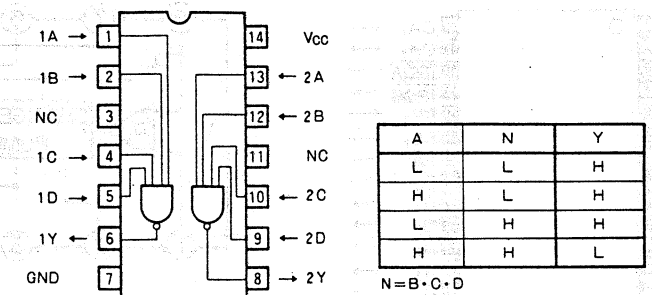 1A → 1
1B → 2
NC 3
1C → 4
1D → 5
1Y ← 6
GND 7
14 Vcc
13 ← 2A
12 ← 2B
11 NC
10 ← 2C
9 ← 2D
8 → 2Y
A N Y
L L H
H L H
L H H
H H L
N=B·C·D